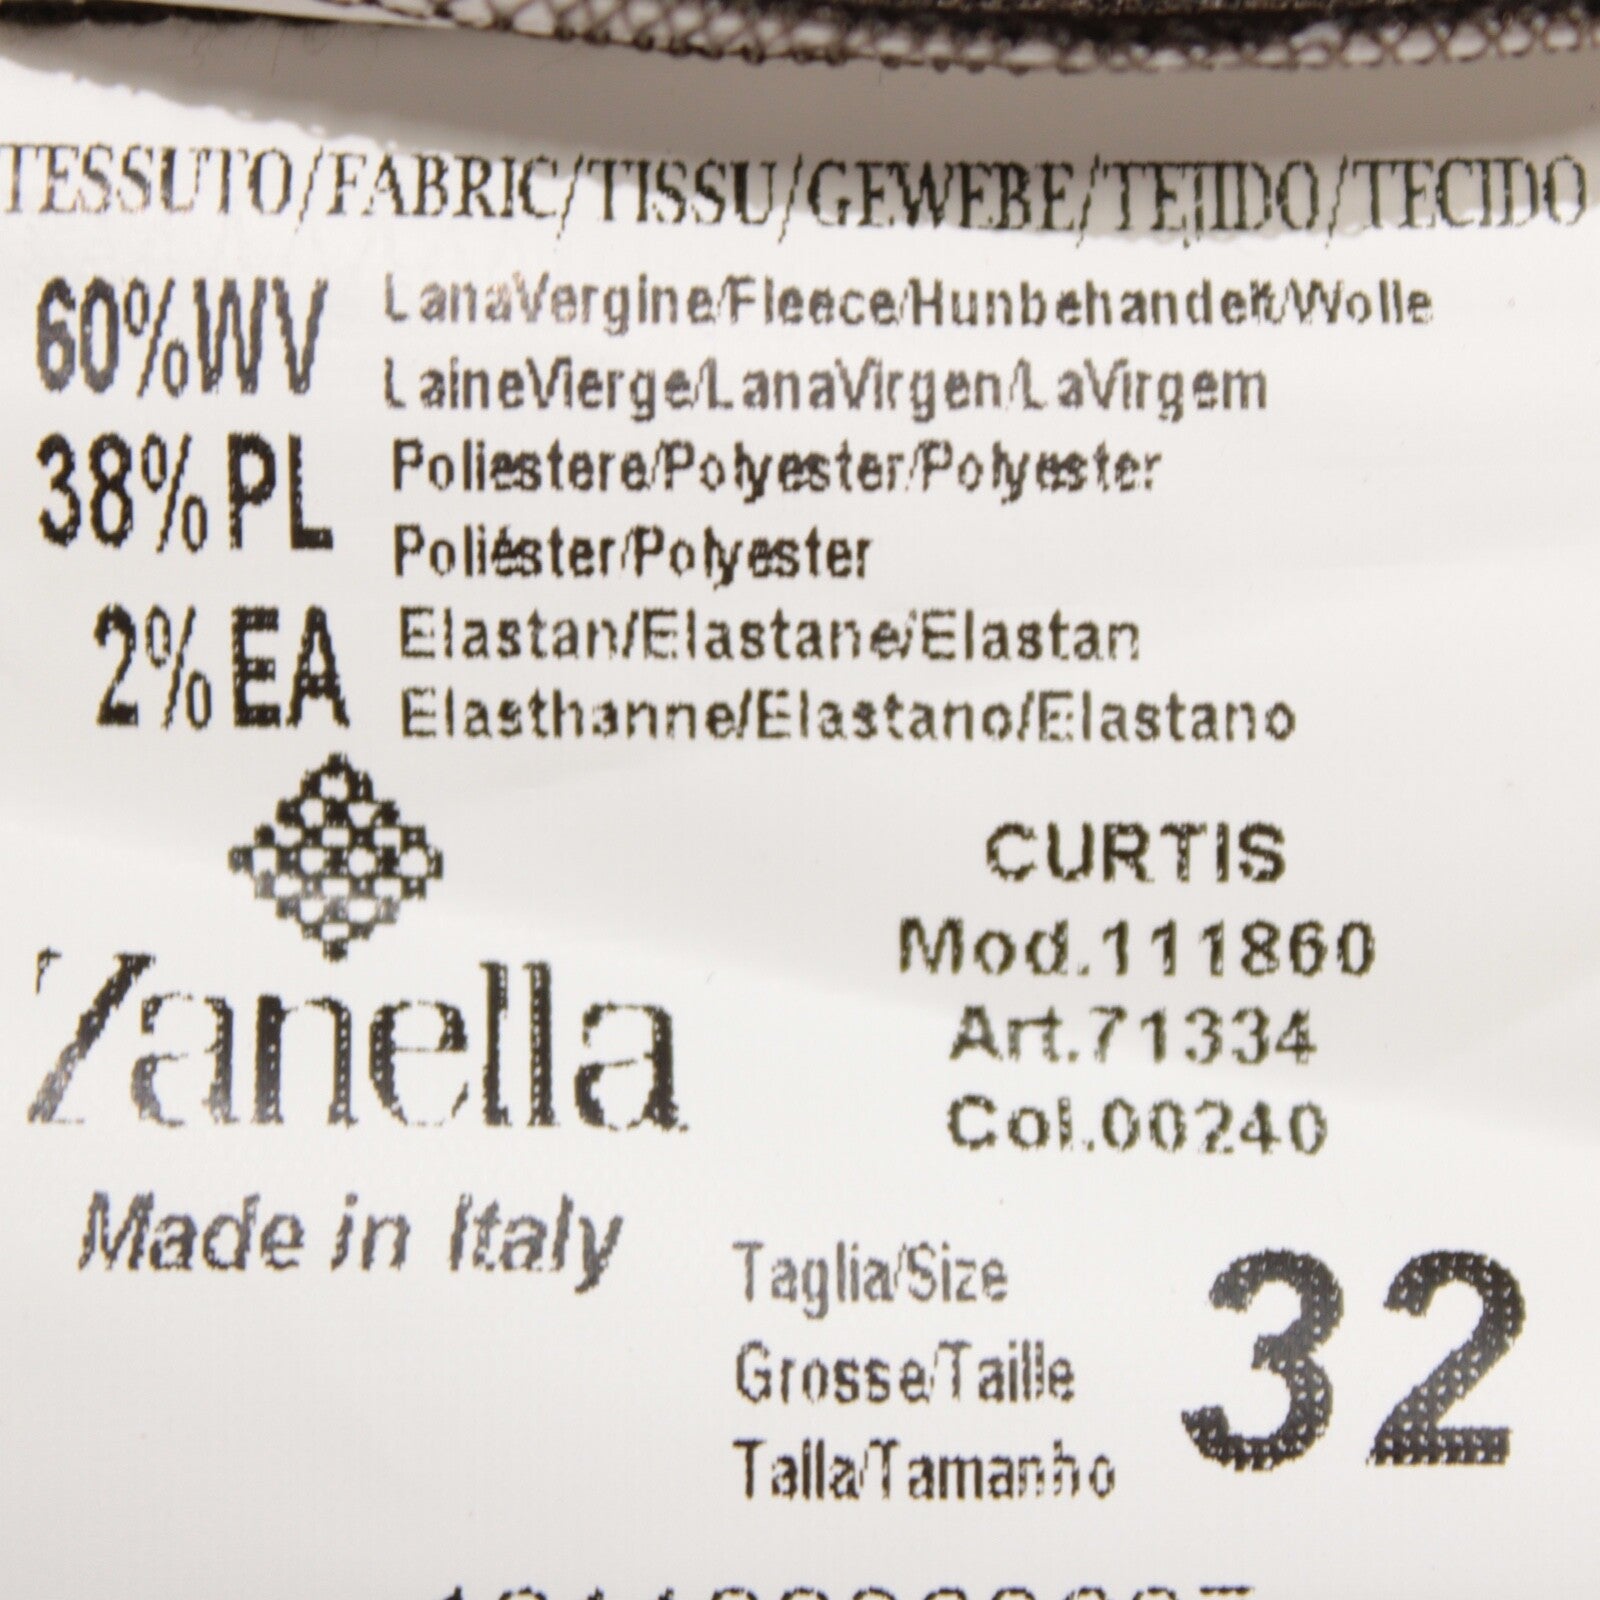 TESSUTO/FABRIC/TISSU/GEWEBE/TEJIDO/TECIDO
60%WV LanaVergine/Fleece/Hunbehandelt/Wolle
LaineVierge/LanaVirgen/LaVirgem
38%PL Poliestere/Polyester/Polyester
Poliéster/Polyester
2%EA Elastan/Elastane/Elastan
Elasthanne/Elastano/Elastano
CURTIS
Mod.111860
Art.71334
Col.00240
Zanella
Made in Italy
Taglia/Size
Grosse/Taille
Talla/Tamanho
32